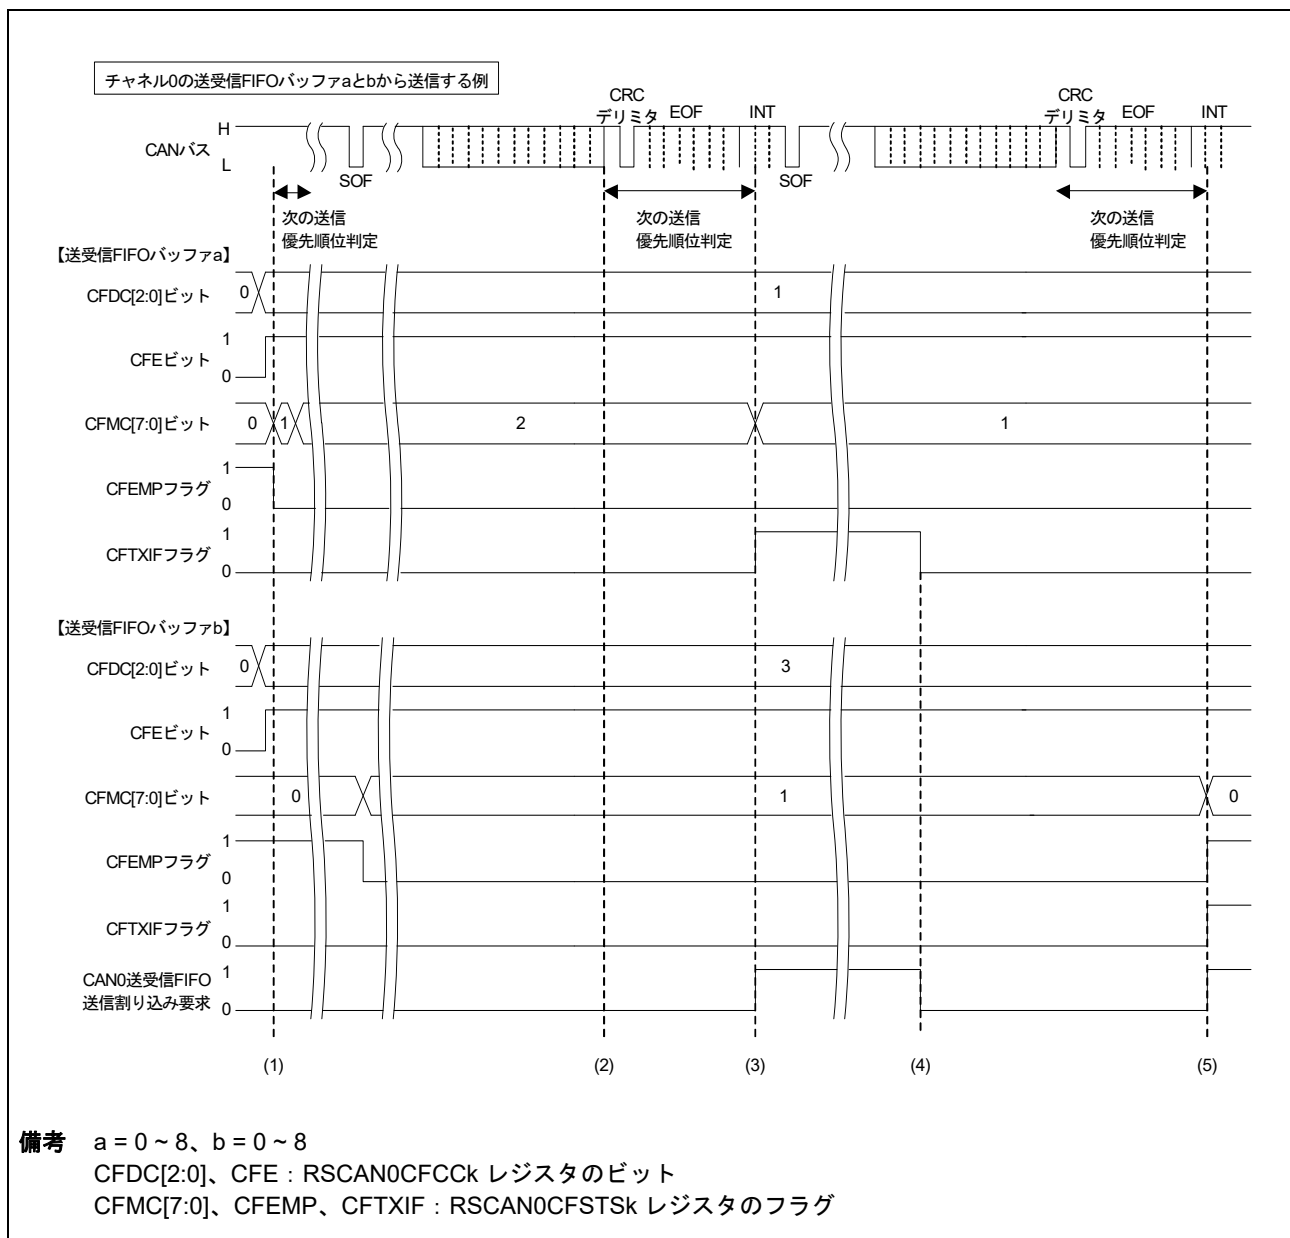 チャネル0の送受信FIFOバッファaとbから送信する例
CRC
デリミタ
EOF
INT
CRC
デリミタ
EOF
INT
H
CANバス
L
SOF
SOF
次の送信
優先順位判定
次の送信
優先順位判定
次の送信
優先順位判定
【送受信FIFOバッファa】
CFDC[2:0]ビット
0
1
1
CFEビット
0
CFMC[7:0]ビット
0
1
2
1
1
CFEMPフラグ
0
1
CFTXIFフラグ
0
【送受信FIFOバッファb】
CFDC[2:0]ビット
0
3
1
CFEビット
0
CFMC[7:0]ビット
0
1
0
1
CFEMPフラグ
0
1
CFTXIFフラグ
0
CAN0送受信FIFO
送信割り込み要求
1
0
(1)
(2)
(3)
(4)
(5)
備考 a = 0 ~ 8、b = 0 ~ 8
CFDC[2:0]、CFE : RSCAN0CFCCk レジスタのビット
CFMC[7:0]、CFEMP、CFTXIF : RSCAN0CFSTSk レジスタのフラグ